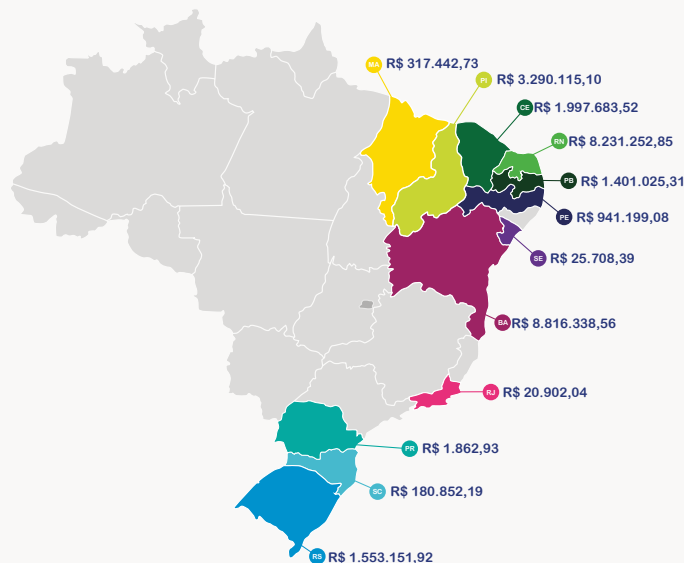 MA R$ 317.442,73
PI R$ 3.290.115,10
CE R$ 1.997.683,52
RN R$ 8.231.252,85
PB R$ 1.401.025,31
PE R$ 941.199,08
SE R$ 25.708,39
BA R$ 8.816.338,56
RJ R$ 20.902,04
PR R$ 1.862,93
SC R$ 180.852,19
RS R$ 1.553.151,92